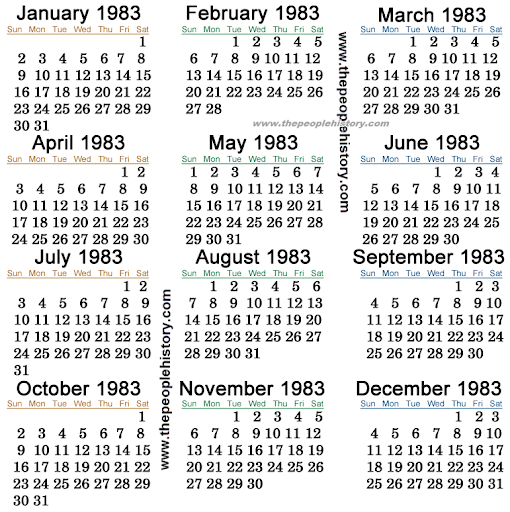 January 1983
Sun Mon Tue Wed Thu Fri Sat
1
2 3 4 5 6 7 8
9 10 11 12 13 14 15
16 17 18 19 20 21 22
23 24 25 26 27 28 29
30 31
February 1983
Sun Mon Tue Wed Thu Fri Sat
1 2 3 4 5
6 7 8 9 10 11 12
13 14 15 16 17 18 19
20 21 22 23 24 25 26
27 28
www.thepeoplehistory.com
March 1983
Sun Mon Tue Wed Thu Fri Sat
1 2 3 4 5
6 7 8 9 10 11 12
13 14 15 16 17 18 19
20 21 22 23 24 25 26
27 28 29 30 31
www.thepeoplehistory.com
April 1983
Sun Mon Tue Wed Thu Fri Sat
1 2
3 4 5 6 7 8 9
10 11 12 13 14 15 16
17 18 19 20 21 22 23
24 25 26 27 28 29 30
May 1983
Sun Mon Tue Wed Thu Fri Sat
1 2 3 4 5 6 7
8 9 10 11 12 13 14
15 16 17 18 19 20 21
22 23 24 25 26 27 28
29 30 31
June 1983
Sun Mon Tue Wed Thu Fri Sat
1 2 3 4
5 6 7 8 9 10 11
12 13 14 15 16 17 18
19 20 21 22 23 24 25
26 27 28 29 30
July 1983
Sun Mon Tue Wed Thu Fri Sat
1 2
3 4 5 6 7 8 9
10 11 12 13 14 15 16
17 18 19 20 21 22 23
24 25 26 27 28 29 30
31
August 1983
Sun Mon Tue Wed Thu Fri Sat
1 2 3 4 5 6
7 8 9 10 11 12 13
14 15 16 17 18 19 20
21 22 23 24 25 26 27
28 29 30 31
September 1983
Sun Mon Tue Wed Thu Fri Sat
1 2 3
4 5 6 7 8 9 10
11 12 13 14 15 16 17
18 19 20 21 22 23 24
25 26 27 28 29 30
www.thepeoplehistory.com
October 1983
Sun Mon Tue Wed Thu Fri Sat
1
2 3 4 5 6 7 8
9 10 11 12 13 14 15
16 17 18 19 20 21 22
23 24 25 26 27 28 29
30 31
November 1983
Sun Mon Tue Wed Thu Fri Sat
1 2 3 4 5
6 7 8 9 10 11 12
13 14 15 16 17 18 19
20 21 22 23 24 25 26
27 28 29 30
December 1983
Sun Mon Tue Wed Thu Fri Sat
1 2 3
4 5 6 7 8 9 10
11 12 13 14 15 16 17
18 19 20 21 22 23 24
25 26 27 28 29 30 31